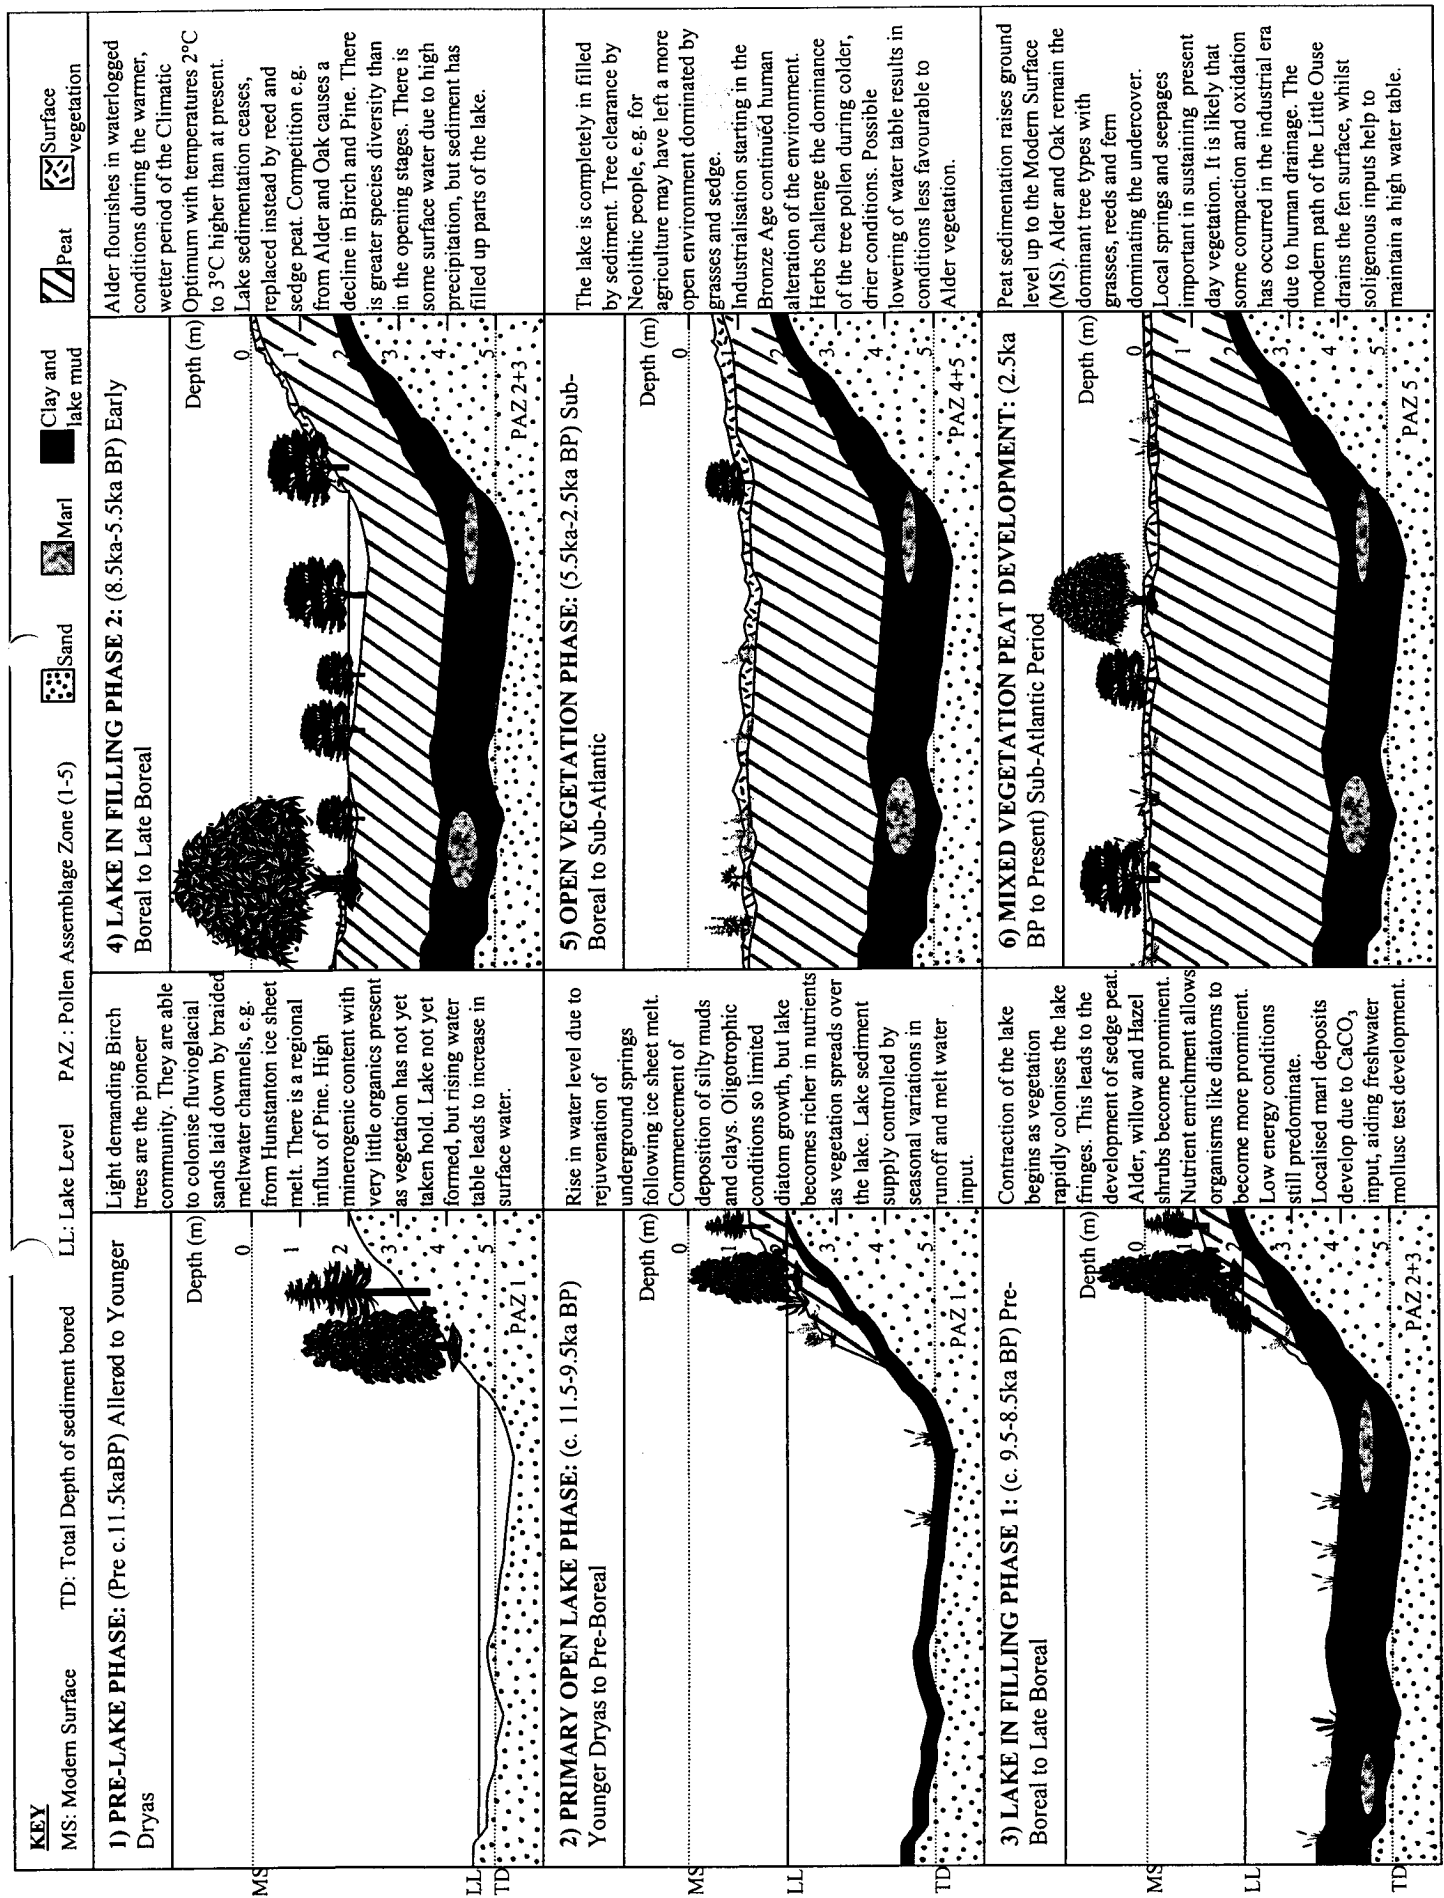 KEY
MS: Modern Surface TD: Total Depth of sediment bored LL: Lake Level PAZ : Pollen Assemblage Zone (1-5)
Sand
Marl
Clay and
lake mud
Peat
Surface
vegetation
1) PRE-LAKE PHASE: (Pre c.11.5kaBP) Allerød to Younger
Dryas
Depth (m)
0
1
2
3
4
5
PAZ 1
MS
LL
TD
Light demanding Birch
trees are the pioneer
community. They are able
to colonise fluvioglacial
sands laid down by braided
meltwater channels, e.g.
from Hunstanton ice sheet
melt. There is a regional
influx of Pine. High
minerogenic content with
very little organics present
as vegetation has not yet
taken hold. Lake not yet
formed, but rising water
table leads to increase in
surface water.
2) PRIMARY OPEN LAKE PHASE: (c. 11.5-9.5ka BP)
Younger Dryas to Pre-Boreal
Depth (m)
0
1
2
3
4
5
PAZ 1
MS
LL
TD
Rise in water level due to
rejuvenation of
underground springs
following ice sheet melt.
Commencement of
deposition of silty muds
and clays. Oligotrophic
conditions so limited
diatom growth, but lake
becomes richer in nutrients
as vegetation spreads over
the lake. Lake sediment
supply controlled by
seasonal variations in
runoff and melt water
input.
3) LAKE IN FILLING PHASE 1: (c. 9.5-8.5ka BP) Pre-
Boreal to Late Boreal
Depth (m)
0
1
2
3
4
5
PAZ 2+3
MS
LL
TD
Contraction of the lake
begins as vegetation
rapidly colonises the lake
fringes. This leads to the
development of sedge peat.
Alder, willow and Hazel
shrubs become prominent.
Nutrient enrichment allows
organisms like diatoms to
become more prominent.
Low energy conditions
still predominate.
Localised marl deposits
develop due to CaCO₃
input, aiding freshwater
mollusc test development.
4) LAKE IN FILLING PHASE 2: (8.5ka-5.5ka BP) Early
Boreal to Late Boreal
Depth (m)
0
1
2
3
4
5
PAZ 2+3
Alder flourishes in waterlogged
conditions during the warmer,
wetter period of the Climatic
Optimum with temperatures 2°C
to 3°C higher than at present.
Lake sedimentation ceases,
replaced instead by reed and
sedge peat. Competition e.g.
from Alder and Oak causes a
decline in Birch and Pine. There
is greater species diversity than
in the opening stages. There is
some surface water due to high
precipitation, but sediment has
filled up parts of the lake.
5) OPEN VEGETATION PHASE: (5.5ka-2.5ka BP) Sub-
Boreal to Sub-Atlantic
Depth (m)
0
1
2
3
4
5
PAZ 4+5
The lake is completely in filled
by sediment. Tree clearance by
Neolithic people, e.g. for
agriculture may have left a more
open environment dominated by
grasses and sedge.
Industrialisation starting in the
Bronze Age continued human
alteration of the environment.
Herbs challenge the dominance
of the tree pollen during colder,
drier conditions. Possible
lowering of water table results in
conditions less favourable to
Alder vegetation.
6) MIXED VEGETATION PEAT DEVELOPMENT: (2.5ka
BP to Present) Sub-Atlantic Period
Depth (m)
0
1
2
3
4
5
PAZ 5
Peat sedimentation raises ground
level up to the Modern Surface
(MS). Alder and Oak remain the
dominant tree types with
grasses, reeds and fern
dominating the undercover.
Local springs and seepages
important in sustaining present
day vegetation. It is likely that
some compaction and oxidation
has occurred in the industrial era
due to human drainage. The
modern path of the Little Ouse
drains the fen surface, whilst
soligenous inputs help to
maintain a high water table.